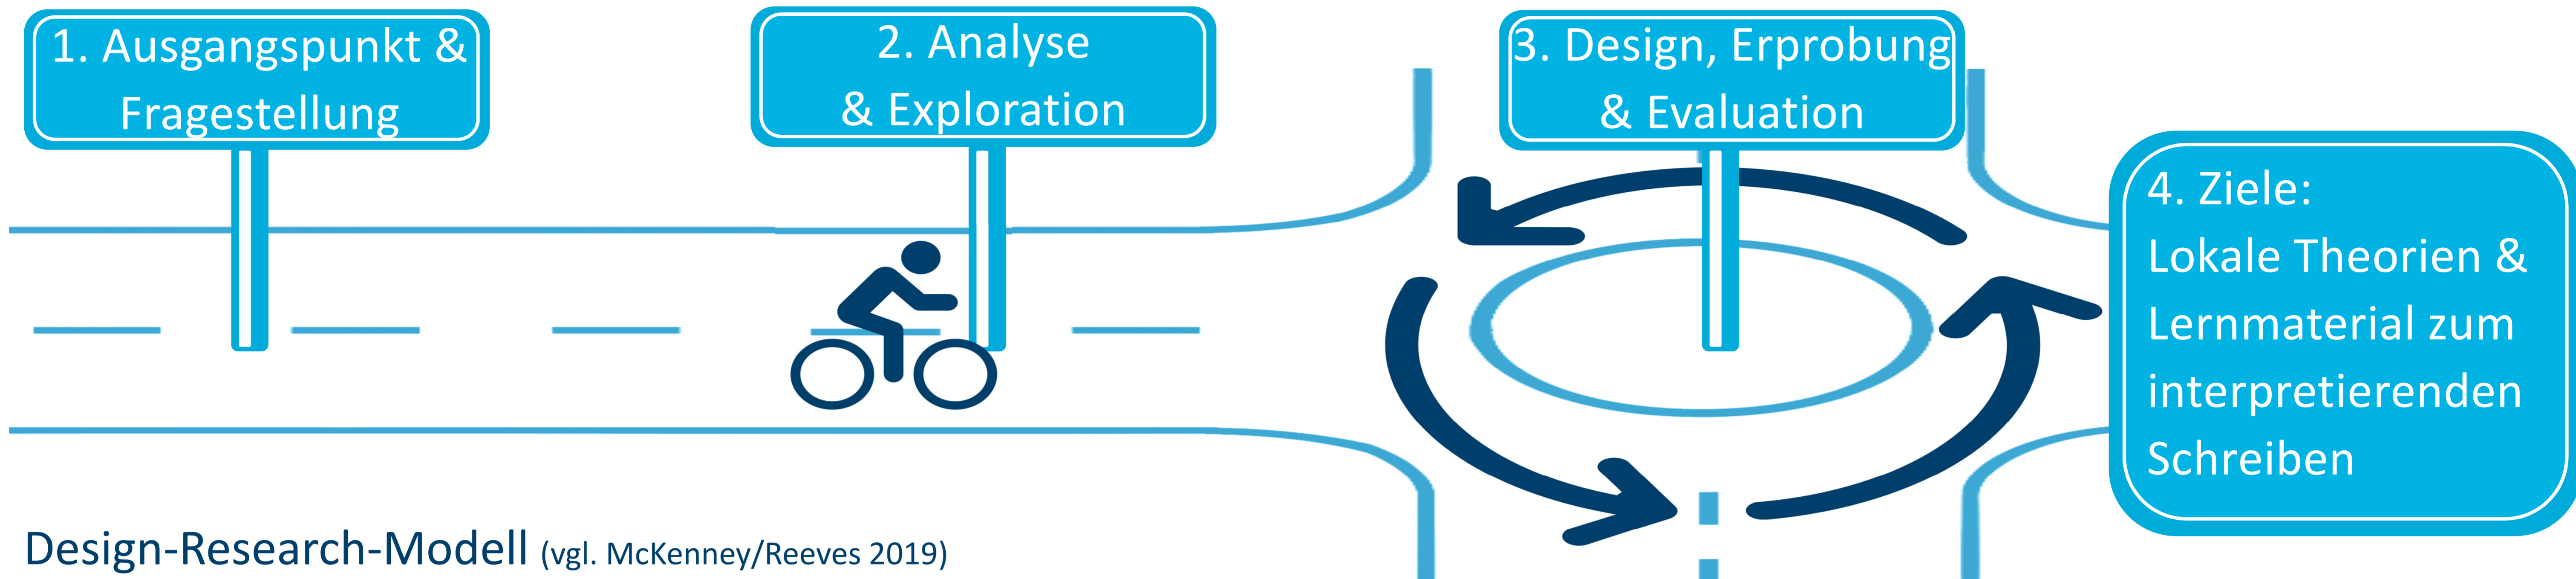 1. Ausgangspunkt &
Fragestellung
2. Analyse
& Exploration
3. Design, Erprobung
& Evaluation
4. Ziele:
Lokale Theorien &
Lernmaterial zum
interpretierenden
Schreiben
Design-Research-Modell (vgl. McKenney/Reeves 2019)